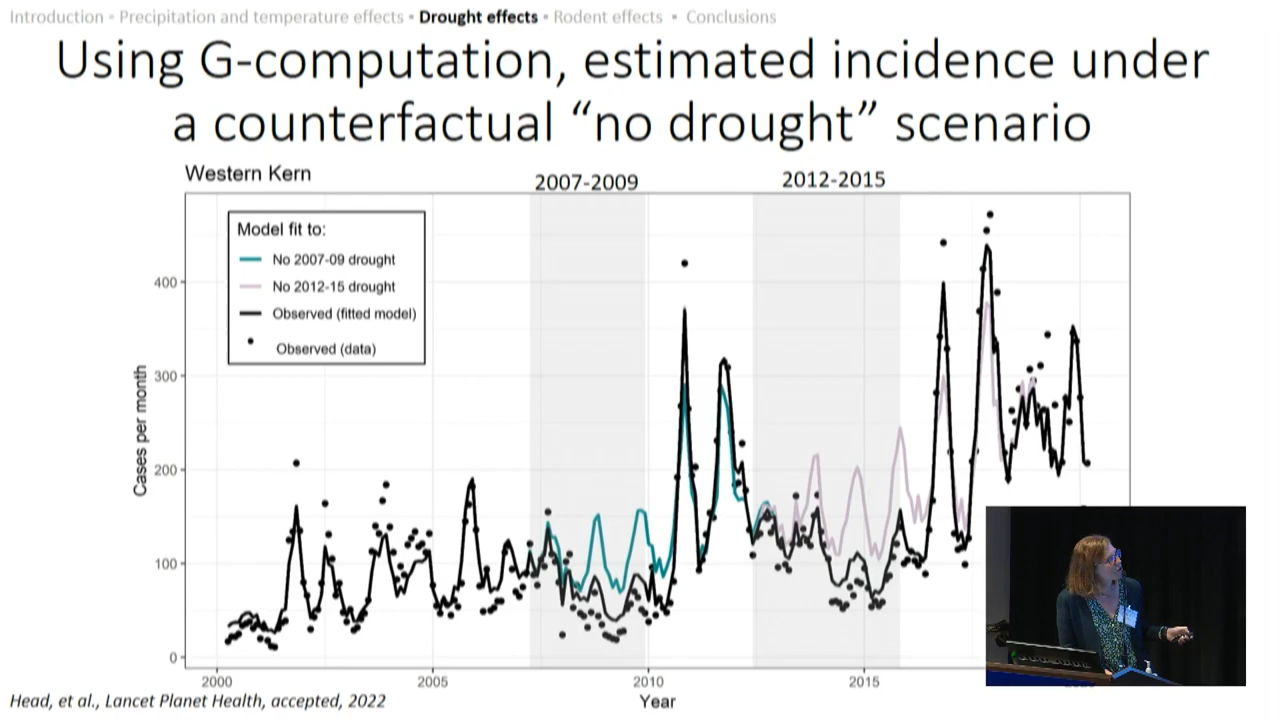 Introduction • Precipitation and temperature effects • Drought effects • Rodent effects • Conclusions
Using G-computation, estimated incidence under
a counterfactual “no drought” scenario
Western Kern
2007-2009
2012-2015
Model fit to:
No 2007-09 drought
No 2012-15 drought
Observed (fitted model)
Observed (data)
400
300
200
100
0
Cases per month
2000
2005
2010
2015
Year
Head, et al., Lancet Planet Health, accepted, 2022